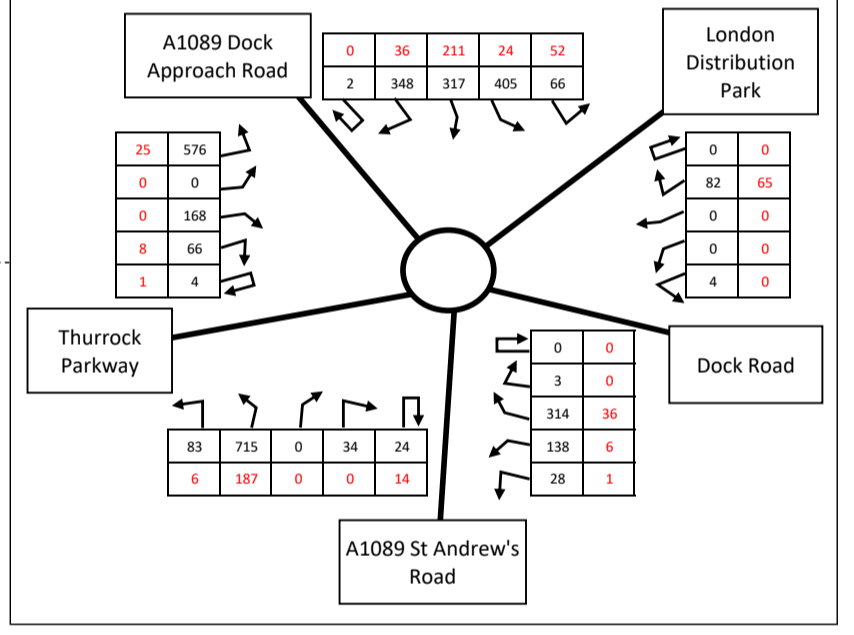 A1089 Dock
Approach Road
0 36 211 24 52
2 348 317 405 66
London
Distribution
Park
25 576
0 0
0 168
8 66
1 4
0 0
82 65
0 0
0 0
4 0
Thurrock
Parkway
0 0
3 0
314 36
138 6
28 1
Dock Road
83 715 0 34 24
6 187 0 0 14
A1089 St Andrew's
Road